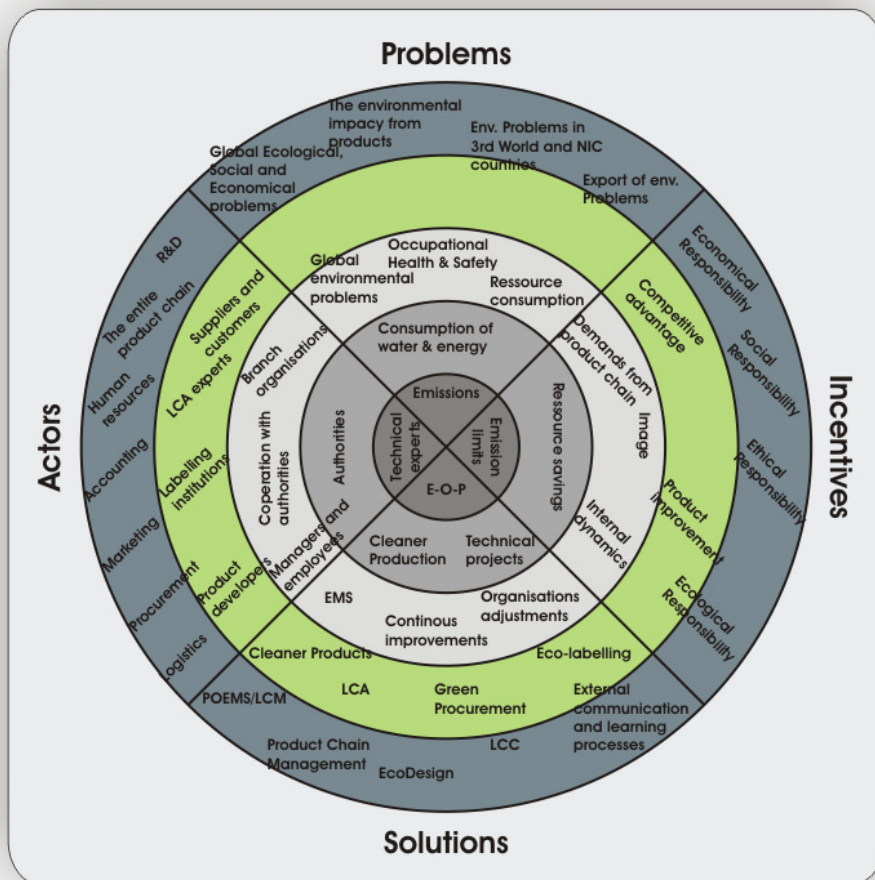 Problems
The environmental
impacy from
products
Env. Problems in
3rd World and NIC
countries
Global Ecological,
Social and
Economical
problems
Export of env.
Problems
Occupational
Health & Safety
Global
environmental
problems
Ressource
consumption
Consumption of
water & energy
Emissions
Actors
R&D
The entire
product chain
Human
resources
Accounting
Marketing
Procurement
Logistics
Suppliers and
customers
LCA experts
Labelling
institutions
Product
developers
Branch
organisations
Coperation with
authorities
Managers and
employees
Authorities
Technical
experts
Incentives
Economical
Responsibility
Social
Responsibility
Ethical
Responsibility
Ecological
Responsibility
Competitive
advantage
Product
improvement
Demands from
product chain
Image
Internal
dynamics
Ressource savings
Emission
limits
E-O-P
Cleaner
Production
Technical
projects
EMS
Continous
improvements
Organisations
adjustments
Cleaner Products
LCA
Green
Procurement
Eco-labelling
POEMS/LCM
Product Chain
Management
EcoDesign
LCC
External
communication
and learning
processes
Solutions